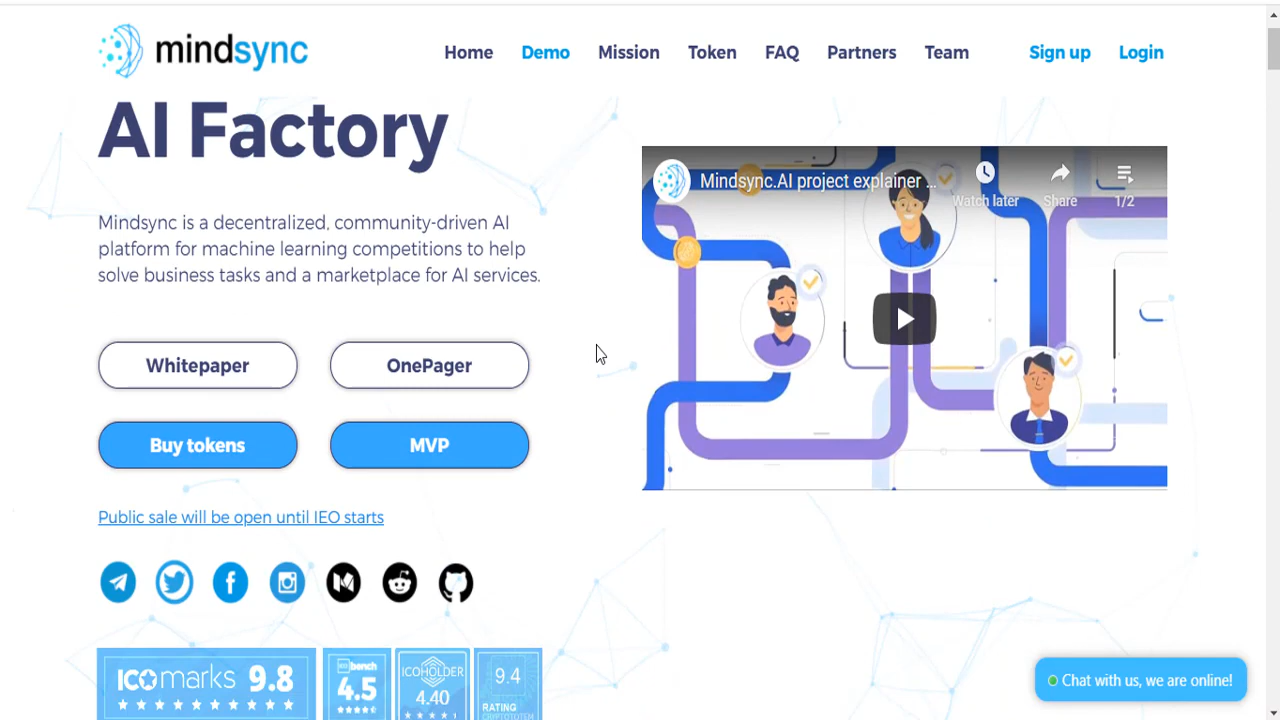 mindsync
Home Demo Mission Token FAQ Partners Team Sign up Login
AI Factory
Mindsync is a decentralized, community-driven AI
platform for machine learning competitions to help
solve business tasks and a marketplace for AI services.
Whitepaper OnePager
Buy tokens MVP
Public sale will be open until IEO starts
Mindsync.AI project explainer ...
Watch later Share 1/2
ICOmarks 9.8
bench
4.5
ICOHOLDER
4.40
9.4
RATING
CRYPTOTOTEN
Chat with us, we are online!